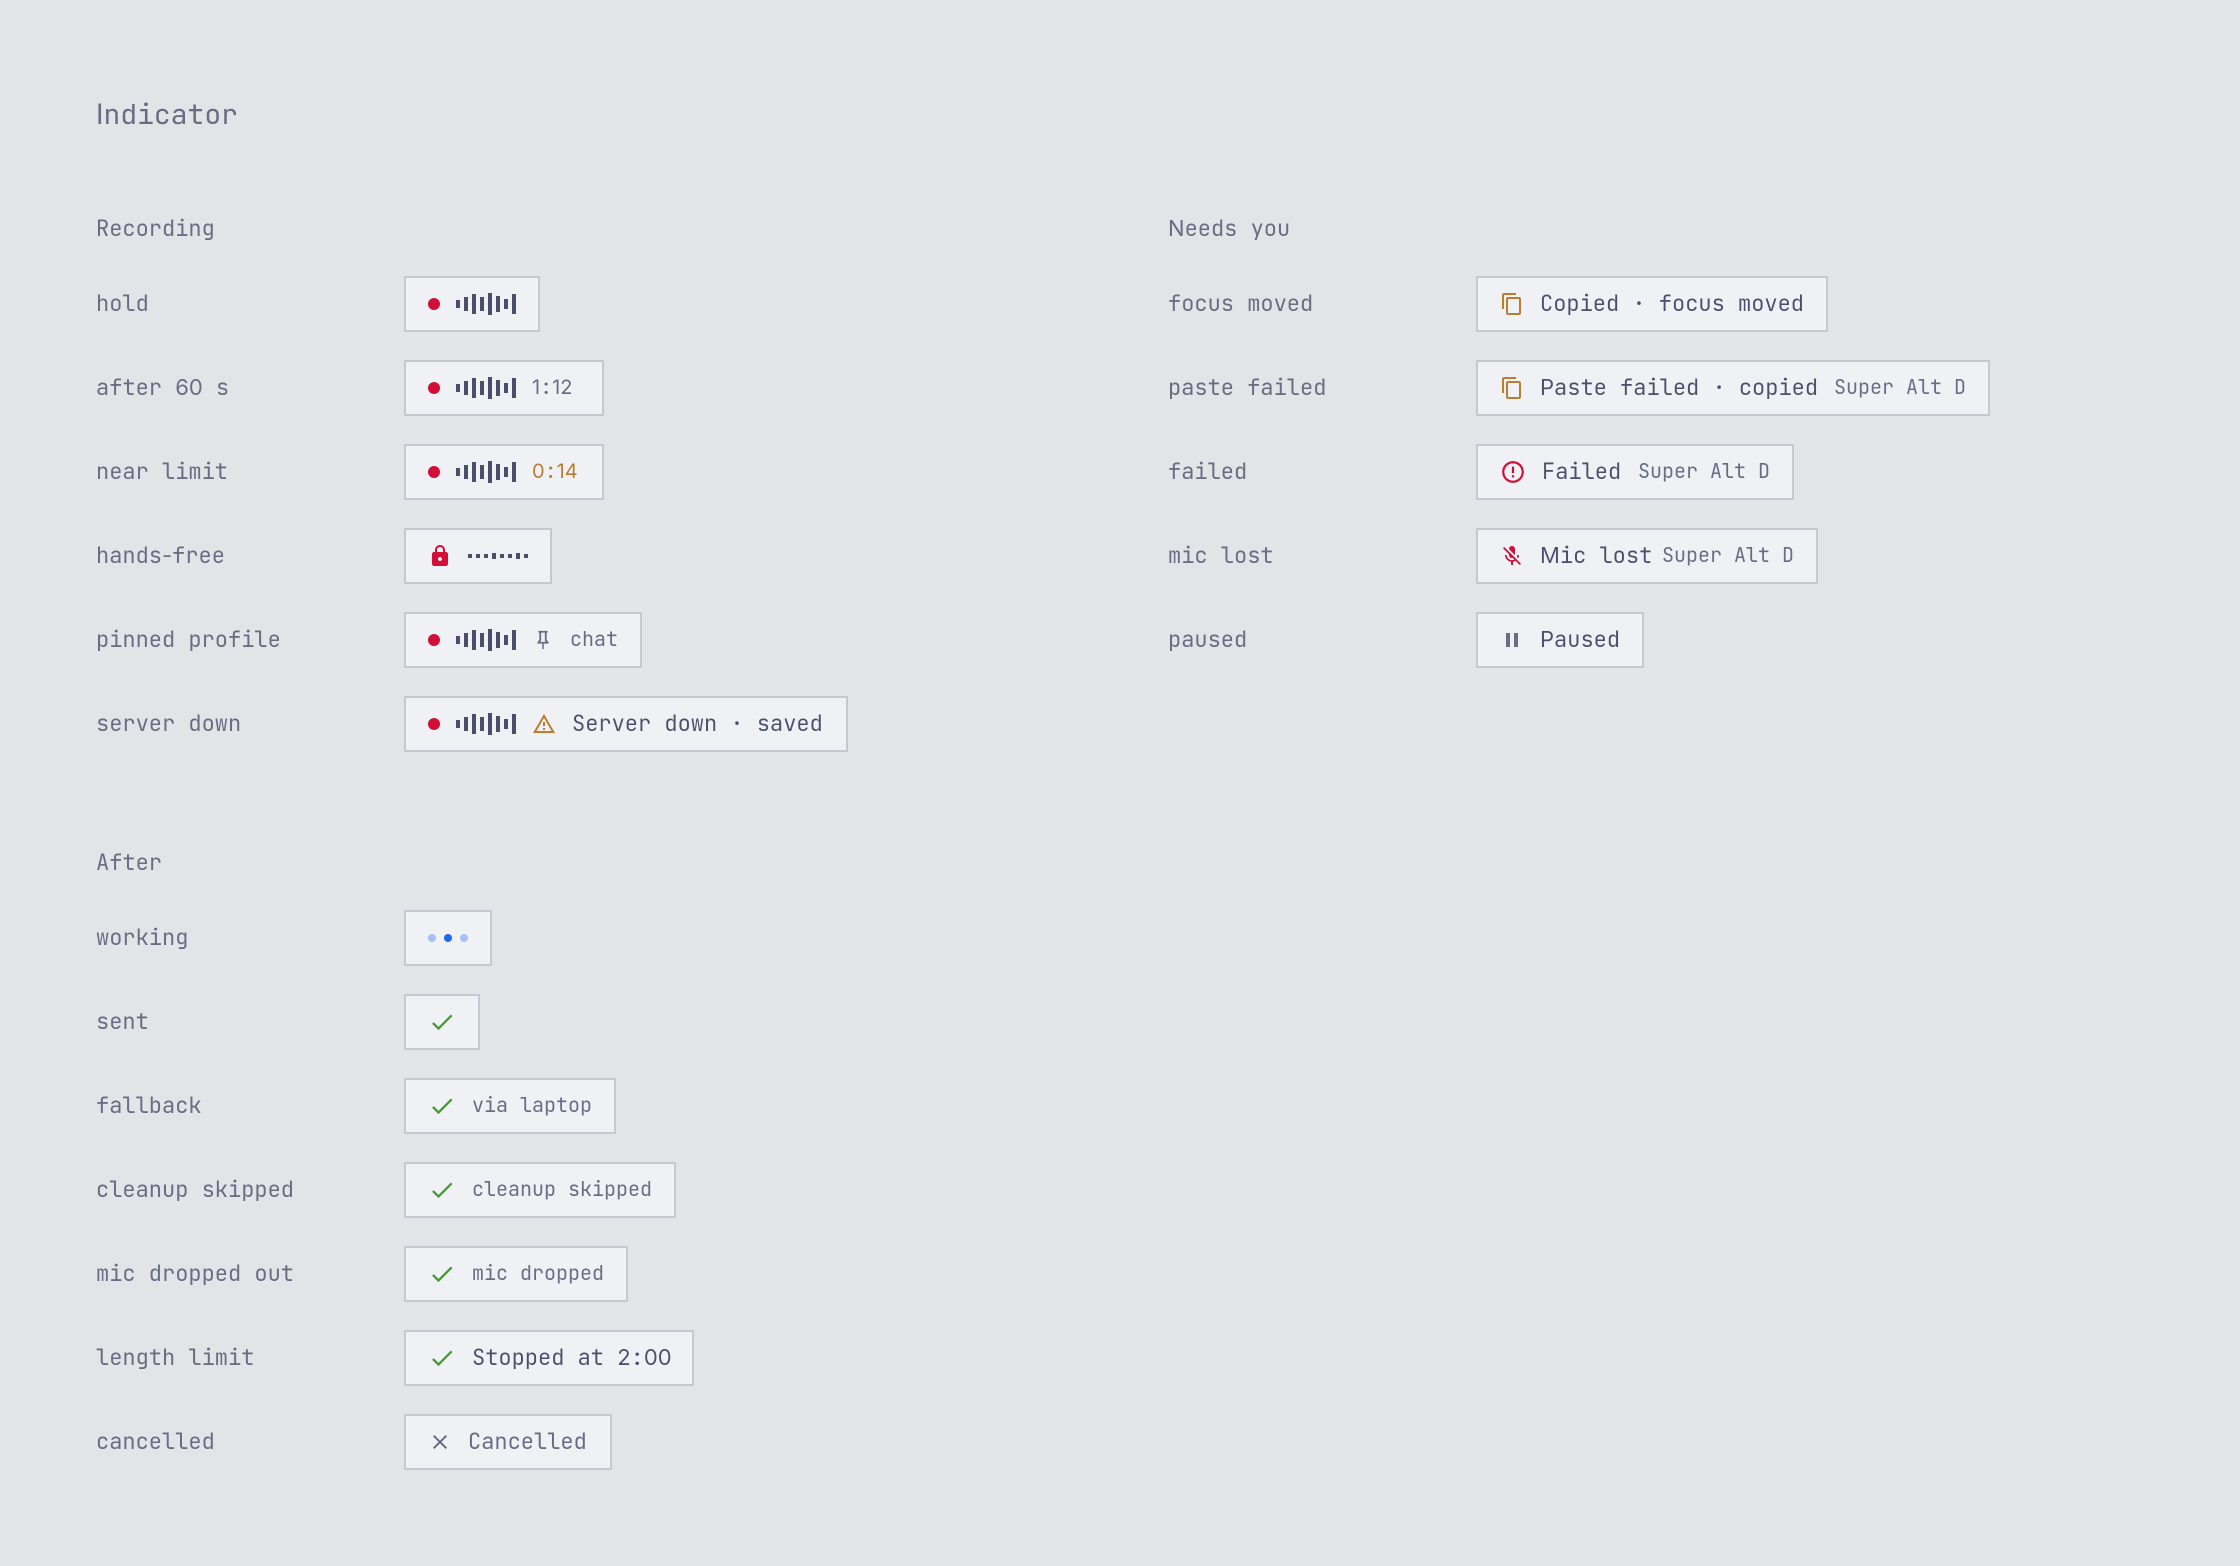 Indicator
Recording
hold
after 60 s 1:12
near limit 0:14
hands-free
pinned profile chat
server down Server down · saved
After
working
sent
fallback via laptop
cleanup skipped cleanup skipped
mic dropped out mic dropped
length limit Stopped at 2:00
cancelled Cancelled
Needs you
focus moved Copied · focus moved
paste failed Paste failed · copied Super Alt D
failed Failed Super Alt D
mic lost Mic lost Super Alt D
paused Paused